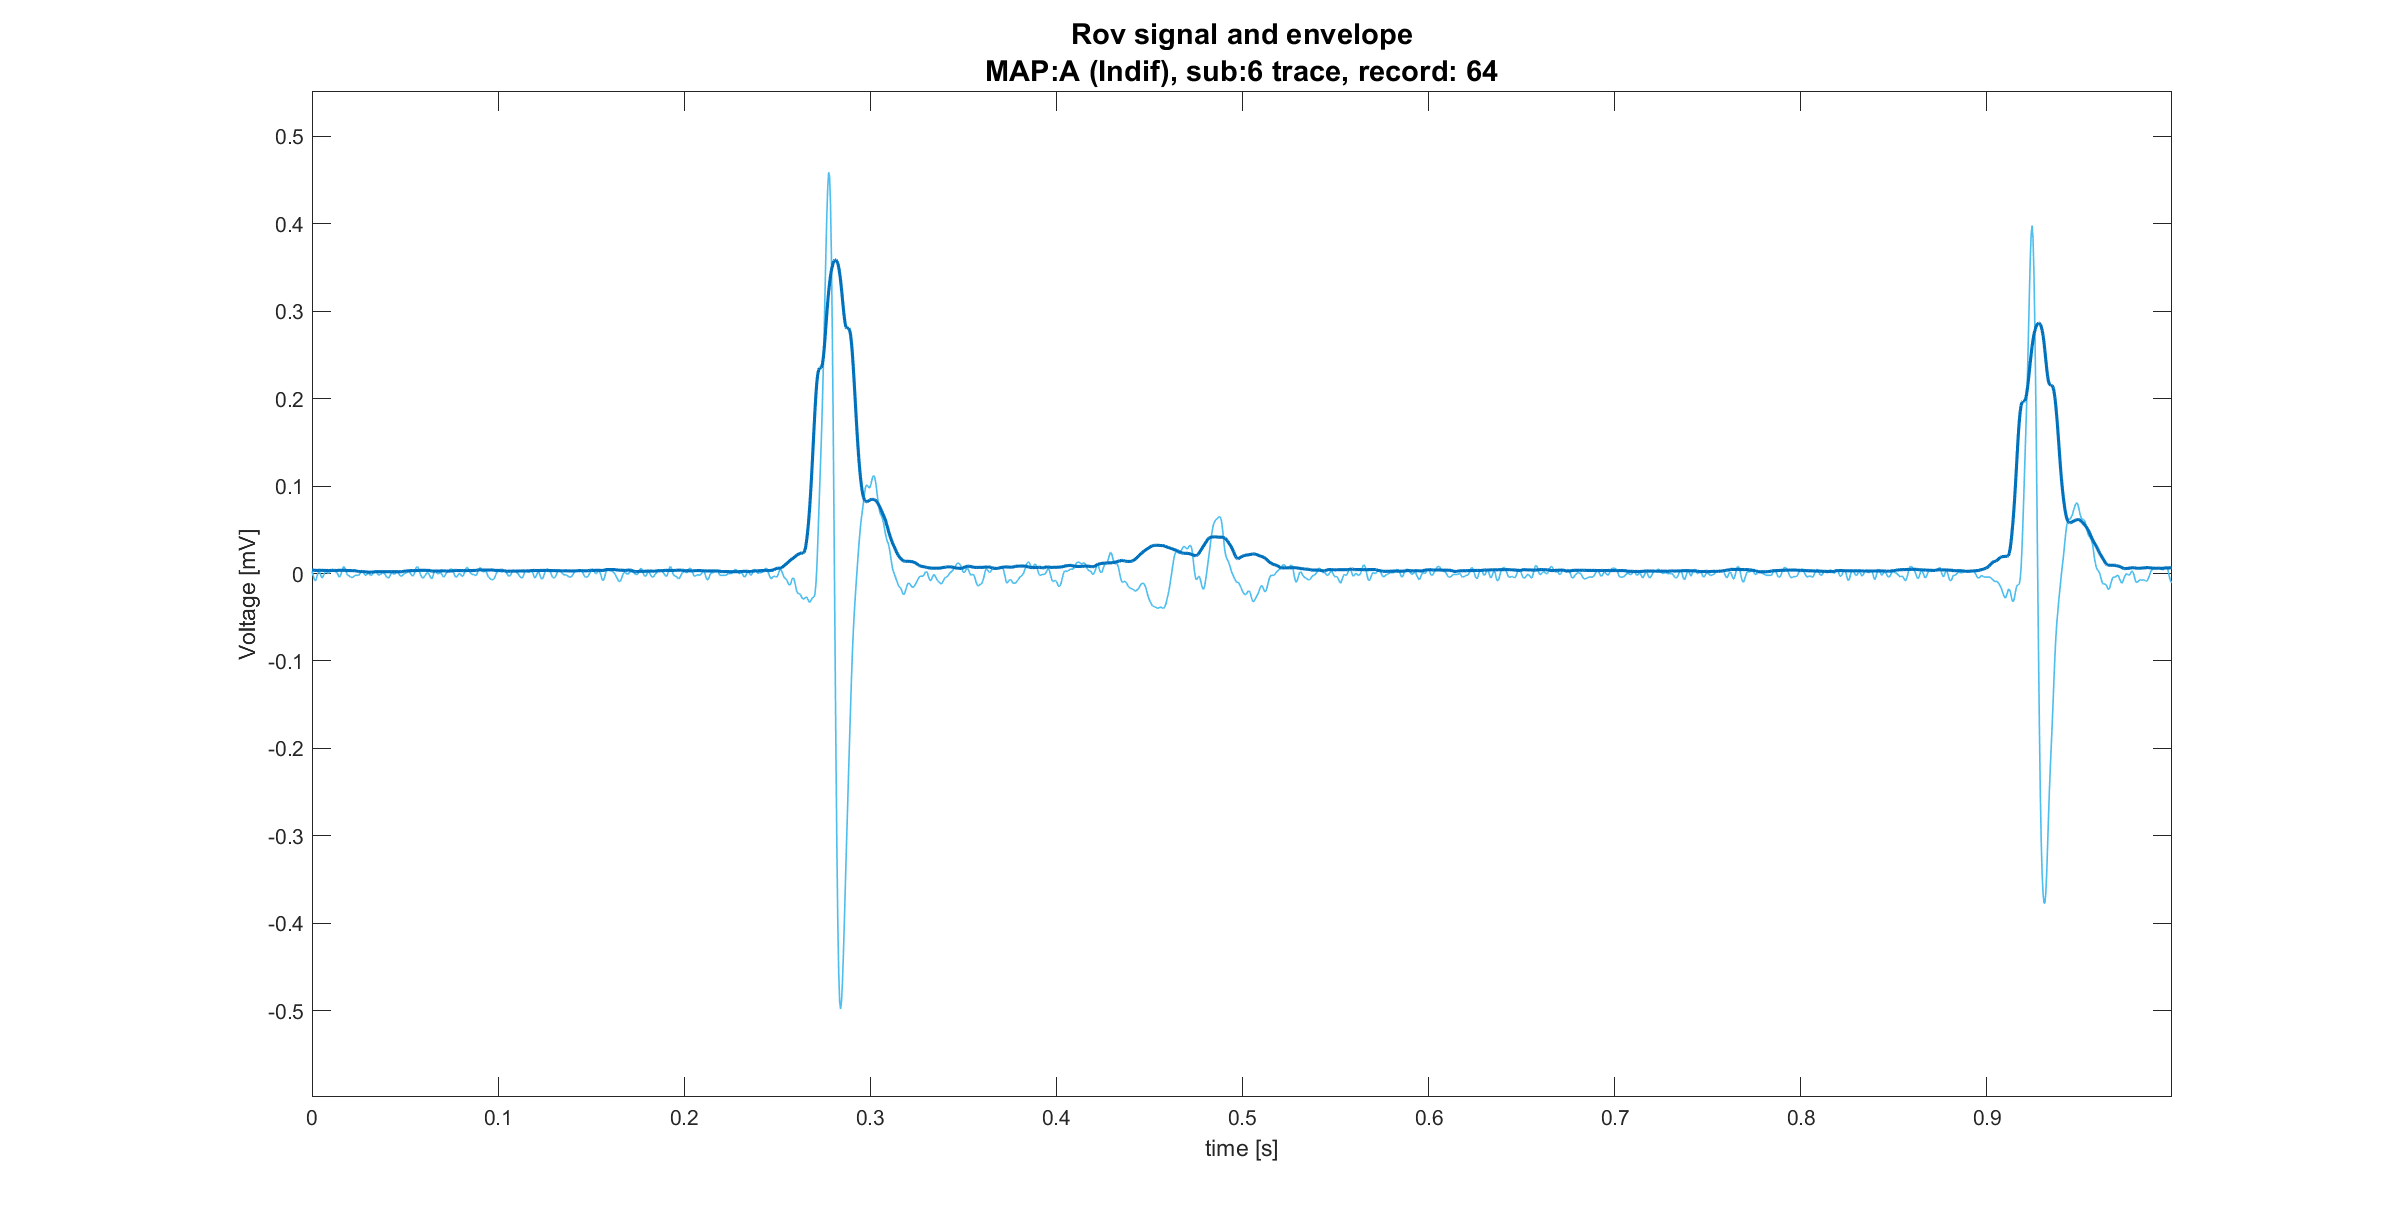 Rov signal and envelope
MAP:A (Indif), sub:6 trace, record: 64
0.5
0.4
0.3
0.2
0.1
0
-0.1
-0.2
-0.3
-0.4
-0.5
Voltage [mV]
0 0.1 0.2 0.3 0.4 0.5 0.6 0.7 0.8 0.9
time [s]